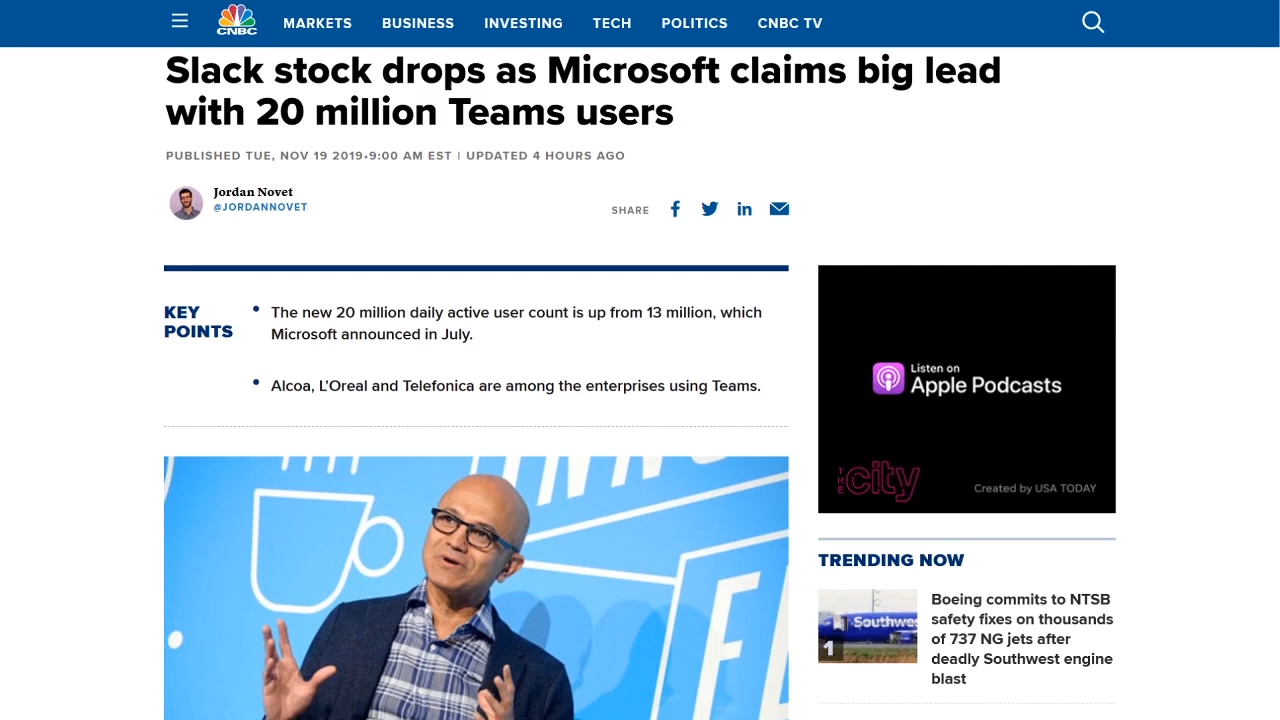 CNBC
MARKETS BUSINESS INVESTING TECH POLITICS CNBC TV
Slack stock drops as Microsoft claims big lead
with 20 million Teams users
PUBLISHED TUE, NOV 19 2019•9:00 AM EST | UPDATED 4 HOURS AGO
Jordan Novet
@JORDANNOVET
SHARE
KEY
POINTS
The new 20 million daily active user count is up from 13 million, which
Microsoft announced in July.
Alcoa, L’Oreal and Telefonica are among the enterprises using Teams.
Listen on
Apple Podcasts
THE city
Created by USA TODAY
TRENDING NOW
Southwes
1
Boeing commits to NTSB
safety fixes on thousands
of 737 NG jets after
deadly Southwest engine
blast